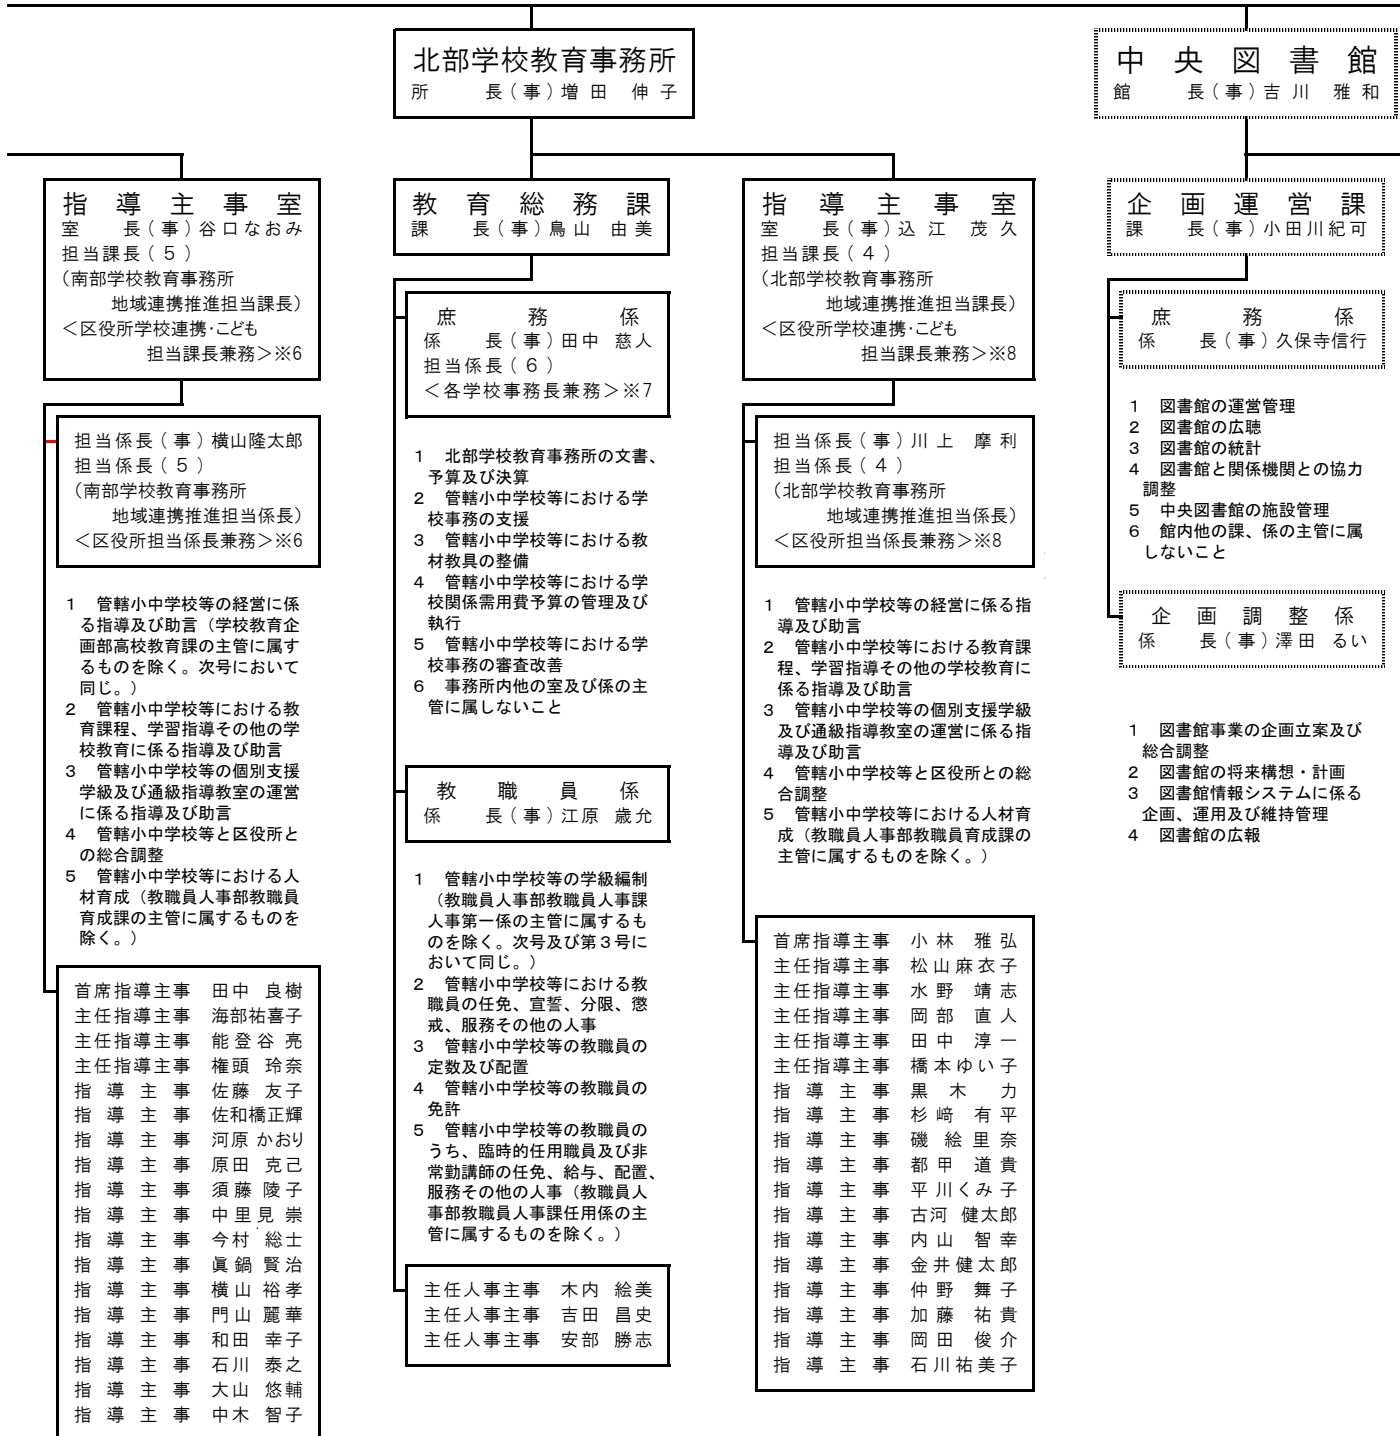 北部学校教育事務所
所長(事)増田 伸子
中央図書館
館長(事)吉川 雅和
指導主事室
室長(事)谷口なおみ
担当課長(5)
(南部学校教育事務所
地域連携推進担当課長)
<区役所学校連携・こども
担当課長兼務>※6
担当係長(事)横山隆太郎
担当係長(5)
(南部学校教育事務所
地域連携推進担当係長)
<区役所担当係長兼務>※6
1 管轄小中学校等の経営に係
る指導及び助言(学校教育企
画部高校教育課の主管に属す
るものを除く。次号において
同じ。)
2 管轄小中学校等における教
育課程、学習指導その他の学
校教育に係る指導及び助言
3 管轄小中学校等の個別支援
学級及び通級指導教室の運営
に係る指導及び助言
4 管轄小中学校等と区役所と
の総合調整
5 管轄小中学校等における人
材育成(教職員人事部教職員
育成課の主管に属するものを
除く。)
首席指導主事 田中 良樹
主任指導主事 海部祐喜子
主任指導主事 能登谷 亮
主任指導主事 権頭 玲奈
指導主事 佐藤 友子
指導主事 佐和橋正輝
指導主事 河原 かおり
指導主事 原田 克己
指導主事 須藤 陵子
指導主事 中里見 崇
指導主事 今村 総士
指導主事 眞鍋 賢治
指導主事 横山 裕孝
指導主事 門山 麗華
指導主事 和田 幸子
指導主事 石川 泰之
指導主事 大山 悠輔
指導主事 中木 智子
教育総務課
課長(事)鳥山 由美
庶務係
係長(事)田中 慈人
担当係長(6)
<各学校事務長兼務>※7
1 北部学校教育事務所の文書、
予算及び決算
2 管轄小中学校等における学
校事務の支援
3 管轄小中学校等における教
材教具の整備
4 管轄小中学校等における学
校関係需用費予算の管理及び
執行
5 管轄小中学校等における学
校事務の審査改善
6 事務所内他の室及び係の主
管に属しないこと
教職員係
係長(事)江原 歳允
1 管轄小中学校等の学級編制
(教職員人事部教職員人事課
人事第一係の主管に属するも
のを除く。次号及び第3号に
おいて同じ。)
2 管轄小中学校等における教
職員の任免、宣誓、分限、懲
戒、服務その他の人事
3 管轄小中学校等の教職員の
定数及び配置
4 管轄小中学校等の教職員の
免許
5 管轄小中学校等の教職員の
うち、臨時的任用職員及び非
常勤講師の任免、給与、配置、
服務その他の人事(教職員人
事部教職員人事課任用係の主
管に属するものを除く。)
主任人事主事 木内 絵美
主任人事主事 吉田 昌史
主任人事主事 安部 勝志
指導主事室
室長(事)込江 茂久
担当課長(4)
(北部学校教育事務所
地域連携推進担当課長)
<区役所学校連携・こども
担当課長兼務>※8
担当係長(事)川上 摩利
担当係長(4)
(北部学校教育事務所
地域連携推進担当係長)
<区役所担当係長兼務>※8
1 管轄小中学校等の経営に係る指
導及び助言
2 管轄小中学校等における教育課
程、学習指導その他の学校教育に
係る指導及び助言
3 管轄小中学校等の個別支援学級
及び通級指導教室の運営に係る指
導及び助言
4 管轄小中学校等と区役所との総
合調整
5 管轄小中学校等における人材育
成(教職員人事部教職員育成課の
主管に属するものを除く。)
首席指導主事 小林 雅弘
主任指導主事 松山麻衣子
主任指導主事 水野 靖志
主任指導主事 岡部 直人
主任指導主事 田中 淳一
主任指導主事 橋本ゆい子
指導主事 黒木 力
指導主事 杉﨑 有平
指導主事 磯 絵里奈
指導主事 都甲 道貴
指導主事 平川くみ子
指導主事 古河 健太郎
指導主事 内山 智幸
指導主事 金井健太郎
指導主事 仲野 舞子
指導主事 加藤 祐貴
指導主事 岡田 俊介
指導主事 石川祐美子
企画運営課
課長(事)小田川紀可
庶務係
係長(事)久保寺信行
1 図書館の運営管理
2 図書館の広聴
3 図書館の統計
4 図書館と関係機関との協力
調整
5 中央図書館の施設管理
6 館内他の課、係の主管に属
しないこと
企画調整係
係長(事)澤田 るい
1 図書館事業の企画立案及び
総合調整
2 図書館の将来構想・計画
3 図書館情報システムに係る
企画、運用及び維持管理
4 図書館の広報